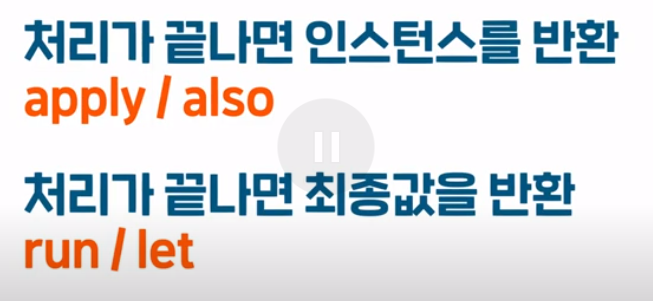 처리가 끝나면 인스턴스를 반환
apply / also
처리가 끝나면 최종값을 반환
run / let